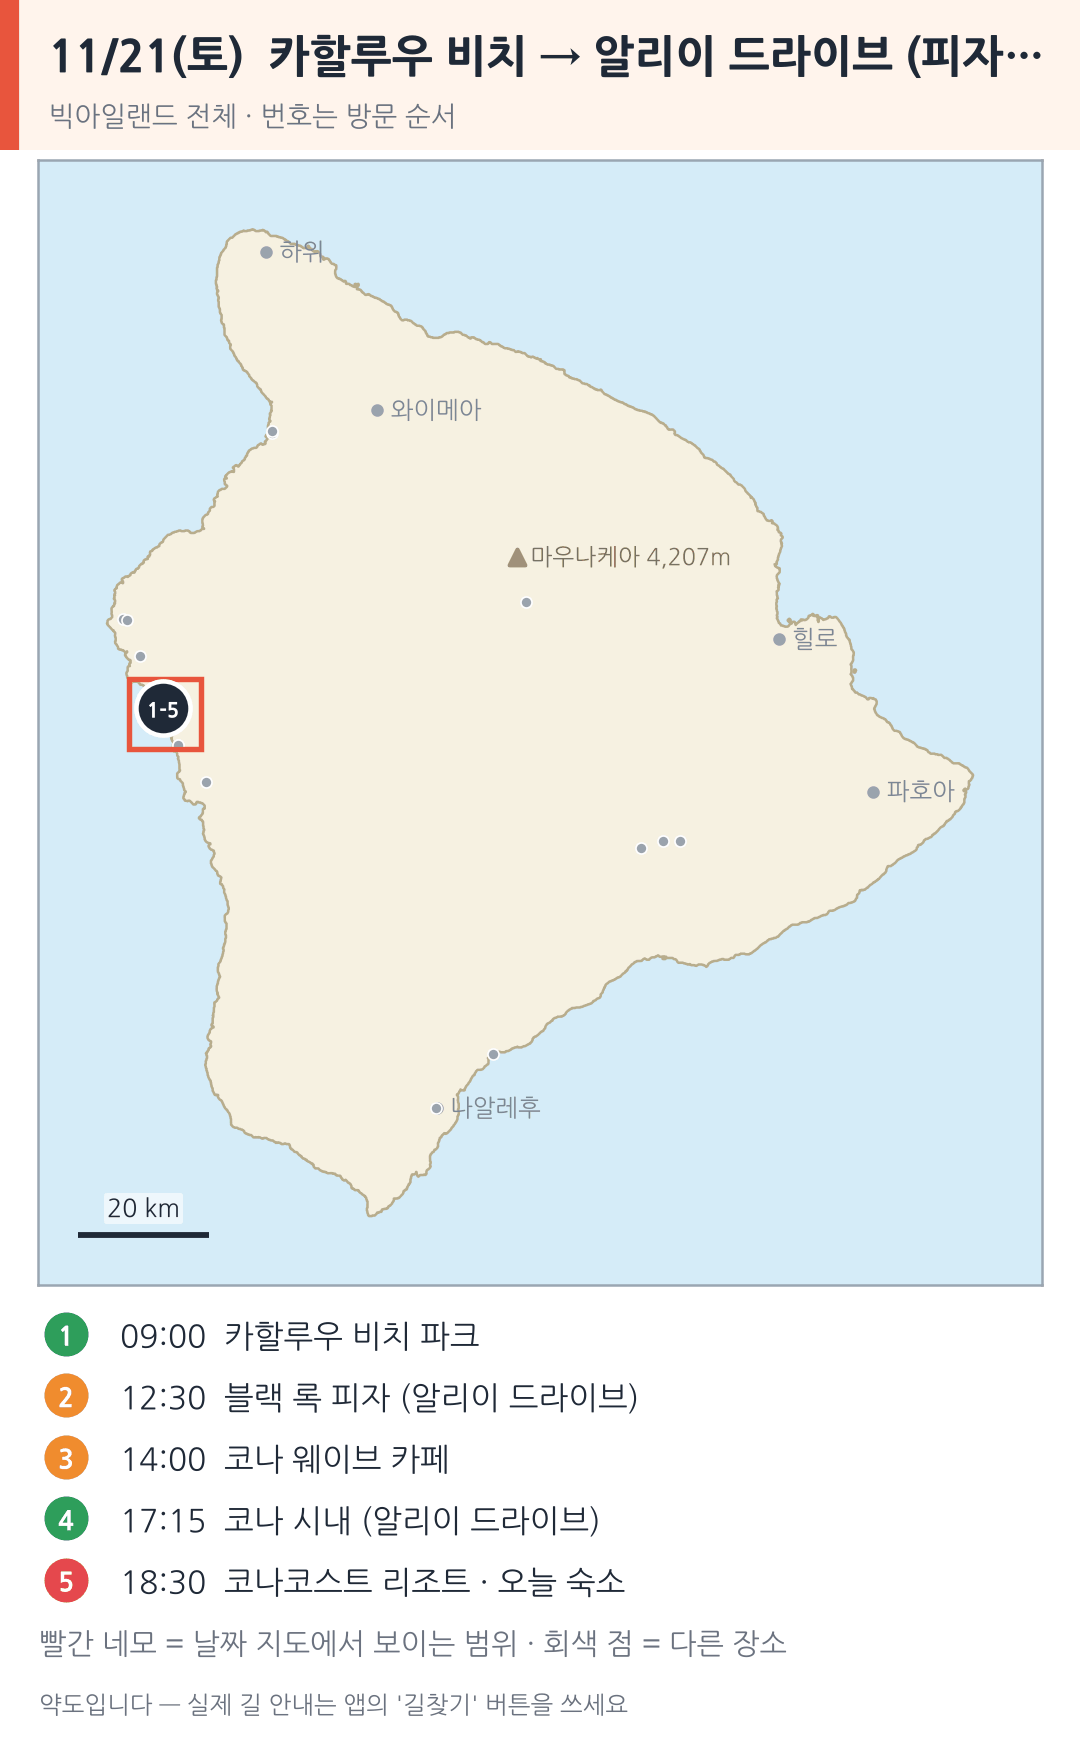 11/21(토) 카할루우 비치 → 알리이 드라이브 (피자…
빅아일랜드 전체 · 번호는 방문 순서
하위
와이메아
마우나케아 4,207m
힐로
1-5
파호아
나알레후
20 km
1 09:00 카할루우 비치 파크
2 12:30 블랙 록 피자 (알리이 드라이브)
3 14:00 코나 웨이브 카페
4 17:15 코나 시내 (알리이 드라이브)
5 18:30 코나코스트 리조트 · 오늘 숙소
빨간 네모 = 날짜 지도에서 보이는 범위 · 회색 점 = 다른 장소
약도입니다 — 실제 길 안내는 앱의 '길찾기' 버튼을 쓰세요